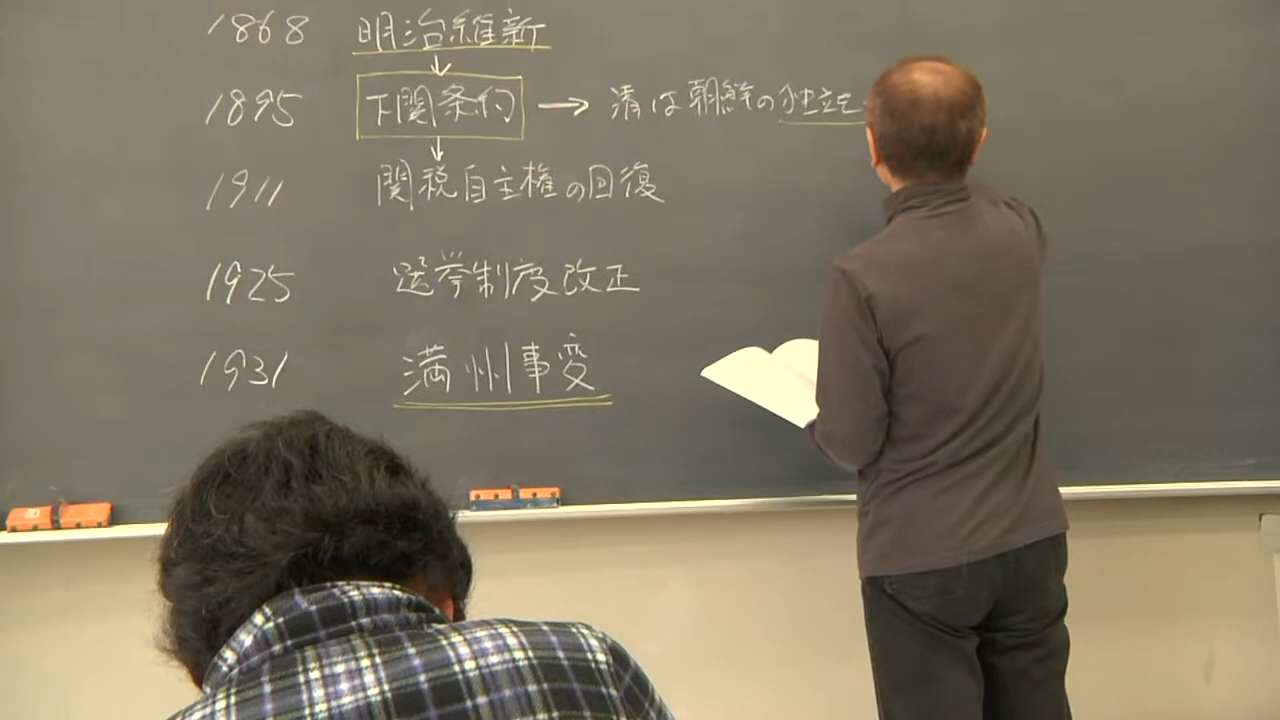 1868 明治維新
1895 下関条約 → 清は朝鮮の独立を
1911 関税自主権の回復
1925 選挙制度改正
1931 満州事変